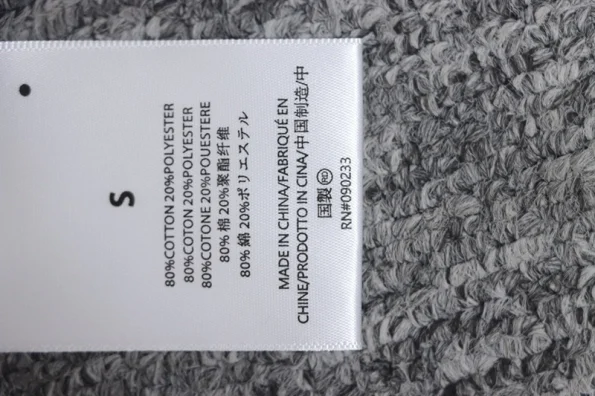 S
80%COTTON 20%POLYESTER
80%COTON 20%POLYESTER
80%COTONE 20%POUESTERE
80% 棉 20%聚酯纤维
80% 綿 20%ポリエステル
MADE IN CHINA/FABRIQUÉ EN
CHINE/PRODOTTO IN CINA/中国制造/中
国製 RD
RN#090233